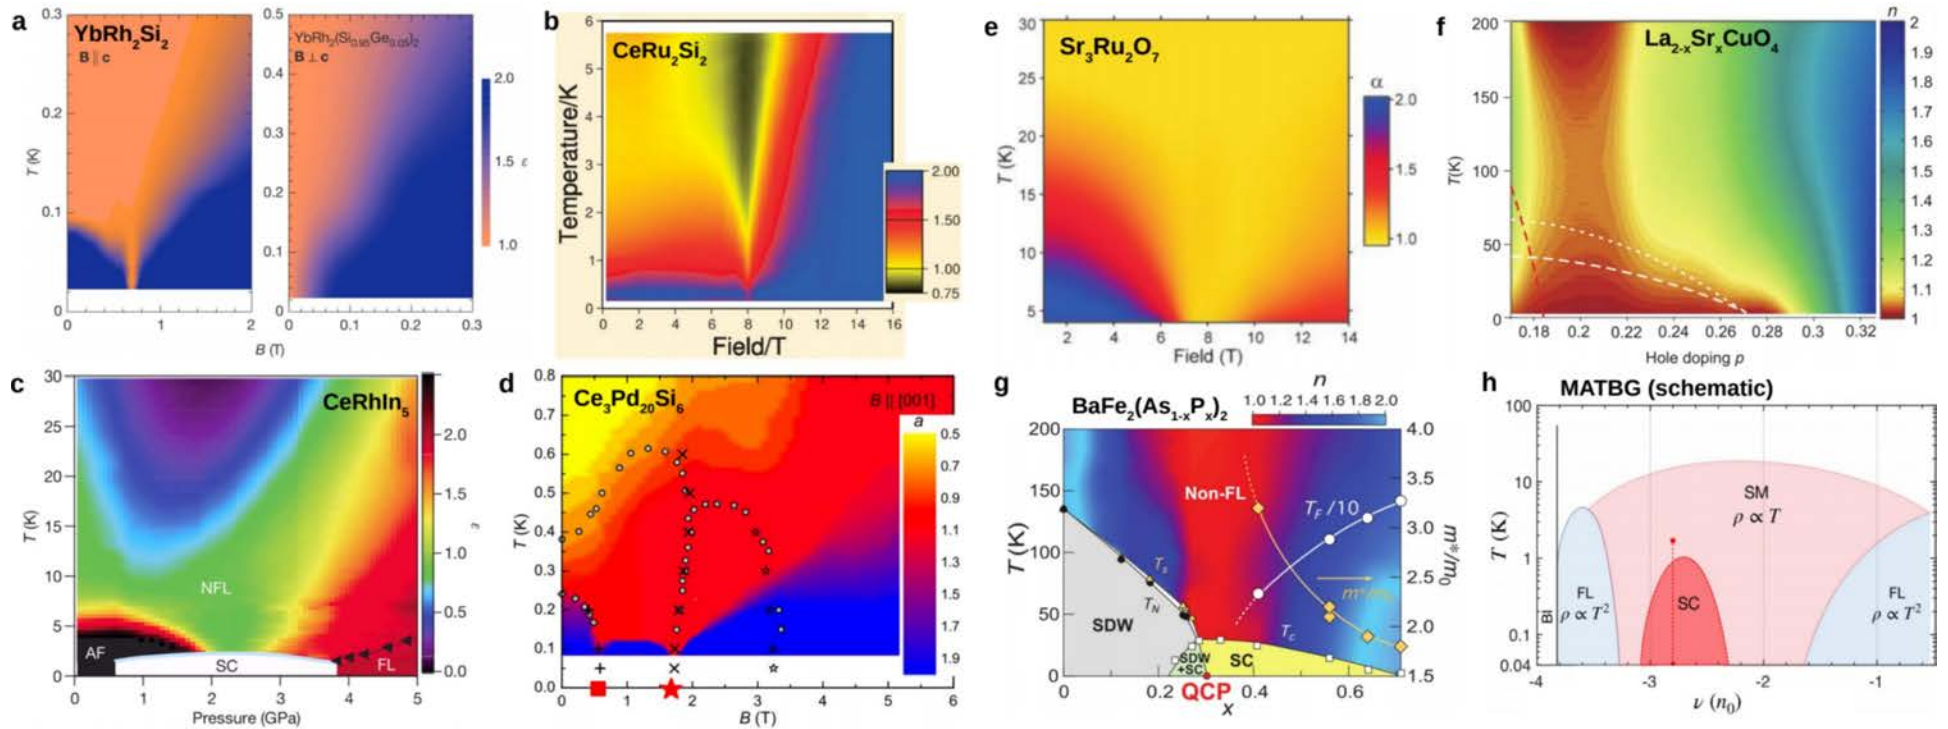 a
YbRh2Si2
B || c
T (K)
0.3
0.2
0.1
0
0
1
2
B (T)
YbRh2(Si0.95Ge0.05)2
B ⊥ c
0.5
0.4
0.3
0.2
0.1
0
0
0.1
0.2
0.3
2.0
1.5
1.0
ε
b
CeRu2Si2
Temperature/K
6
5
4
3
2
1
0
0 2 4 6 8 10 12 14 16
Field/T
2.00
1.50
1.00
0.75
e
Sr3Ru2O7
T (K)
30
25
20
15
10
5
2 4 6 8 10 12 14
Field (T)
α
2.0
1.5
1.0
f
La2-xSrxCuO4
T(K)
200
150
100
50
0
0.18 0.2 0.22 0.24 0.26 0.28 0.3 0.32
Hole doping p
n
2
1.9
1.8
1.7
1.6
1.5
1.4
1.3
1.2
1.1
1
c
CeRhIn5
T (K)
30
25
20
15
10
5
0
NFL
AF
SC
FL
0 1 2 3 4 5
Pressure (GPa)
2.0
1.5
1.0
0.5
0.0
ε
d
Ce3Pd20Si6
B || [001]
T (K)
0.8
0.7
0.6
0.5
0.4
0.3
0.2
0.1
0.0
0 1 2 3 4 5 6
B (T)
a
0.5
0.7
0.9
1.1
1.3
1.5
1.7
1.9
g
BaFe2(As1-xPx)2
n
1.0 1.2 1.6 1.8 2.0
T (K)
200
150
100
50
0
Non-FL
TF /10
Ts
TN
m*/m0
SDW
Tc
SDW
+SC
SC
QCP
0 0.2 0.4 0.6
x
4.0
3.5
3.0
2.5
2.0
1.5
m*/m0
h
MATBG (schematic)
T (K)
100
10
1
0.1
0.04
SM
ρ ∝ T
FL
ρ ∝ T2
BI
SC
FL
ρ ∝ T2
-4 -3 -2 -1
ν (n0)